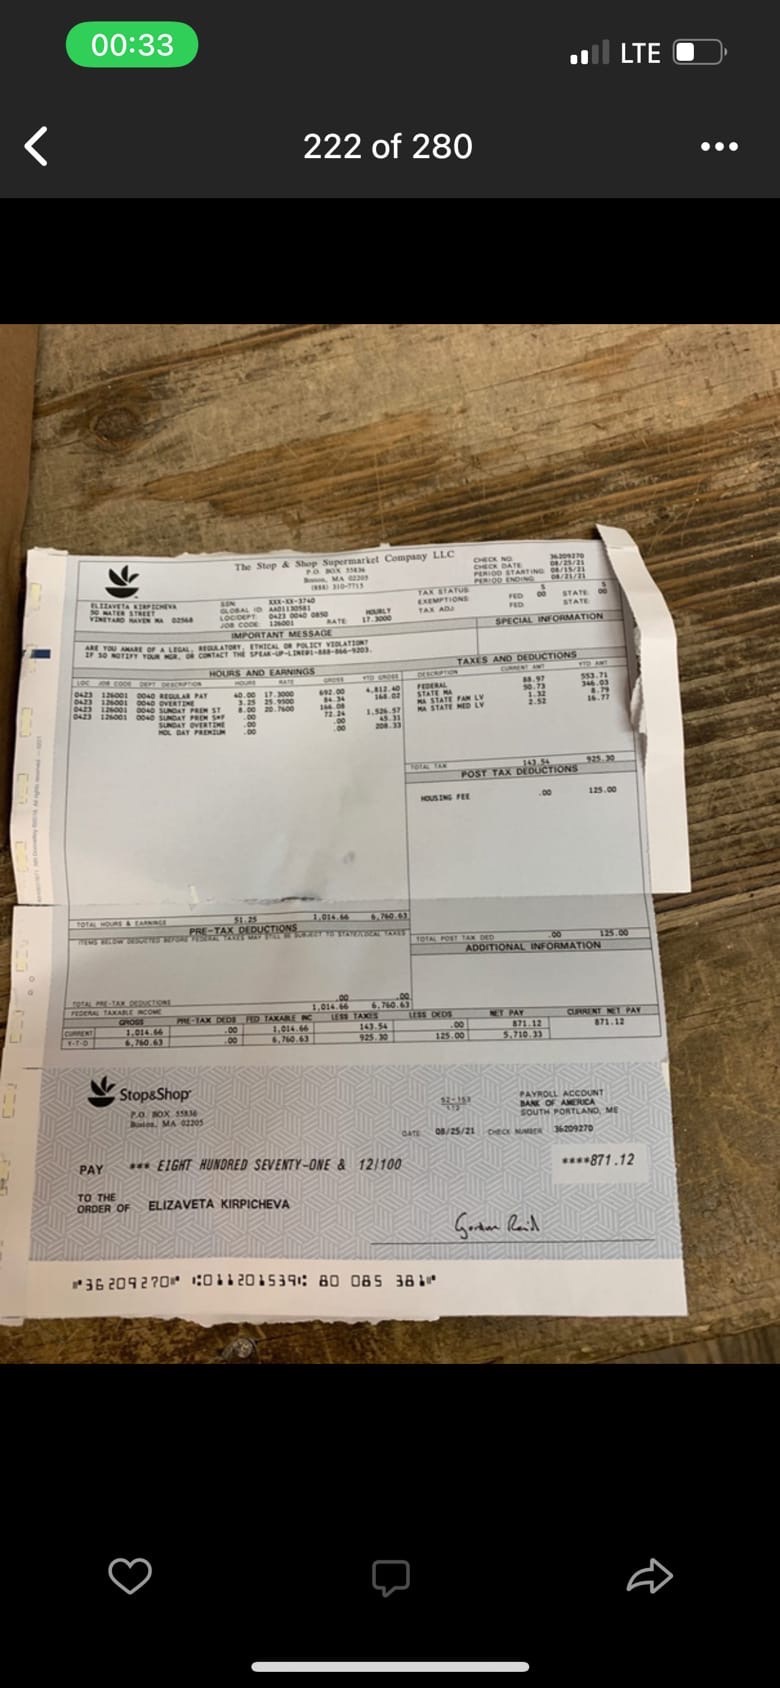 00:33
LTE
222 of 280
The Stop & Shop Supermarket Company LLC
P.O. BOX 55836
Boston, MA 02205
CHECK NO. 36209270
CHECK DATE 08/25/21
PERIOD STARTING 08/15/21
PERIOD ENDING 08/21/21
ELIZAVETA KIRPICHEVA
50 WATER STREET
VINEYARD HAVEN MA 02568
SSN XXX-XX-3740
GLOBAL ID AA01130581
LOC/DEPT 0423 0040 0850
JOB CODE 126001 RATE HOURLY 17.3000
TAX STATUS
EXEMPTIONS FED 00 STATE 00
TAX ADJ FED STATE
IMPORTANT MESSAGE
SPECIAL INFORMATION
ARE YOU AWARE OF A LEGAL, REGULATORY, ETHICAL OR POLICY VIOLATION?
IF SO NOTIFY YOUR MGR, OR CONTACT THE SPEAK-UP-LINE@1-888-866-9203.
HOURS AND EARNINGS
LOC JOB CODE DEPT DESCRIPTION HOURS RATE GROSS YTD GROSS
0423 126001 0040 REGULAR PAY 40.00 17.3000 692.00 4,812.40
0423 126001 0040 OVERTINE 3.25 25.9500 84.34 168.02
0423 126001 0040 SUNDAY PREM ST 8.00 20.7600 166.08
0423 126001 0040 SUNDAY PREM S*F .00 72.24 1,526.57
SUNDAY OVERTIME .00 .00 45.31
HOL DAY PREMIUM .00 .00 208.33
TAXES AND DEDUCTIONS
DESCRIPTION CURRENT AMT YTD AMT
FEDERAL 88.97 553.71
STATE MA 50.73 346.03
MA STATE FAM LV 1.32 8.79
MA STATE MED LV 2.52 16.77
TOTAL TAX 143.54 925.30
POST TAX DEDUCTIONS
HOUSING FEE .00 125.00
TOTAL HOURS & EARNINGS 51.25 1,014.66 6,760.63
PRE-TAX DEDUCTIONS
ITEMS BELOW DEDUCTED BEFORE FEDERAL TAXES MAY STILL BE SUBJECT TO STATE/LOCAL TAXES
TOTAL POST TAX DED .00 125.00
ADDITIONAL INFORMATION
TOTAL PRE-TAX DEDUCTIONS .00 .00
FEDERAL TAXABLE INCOME 1,014.66 6,760.63
GROSS PRE-TAX DEDS FED TAXABLE INC LESS TAXES LESS DEDS NET PAY CURRENT NET PAY
CURRENT 1,014.66 .00 1,014.66 143.54 .00 871.12 871.12
Y-T-D 6,760.63 .00 6,760.63 925.30 125.00 5,710.33
Stop&Shop
P.O. BOX 55836
Boston, MA 02205
52-153
112
PAYROLL ACCOUNT
BANK OF AMERICA
SOUTH PORTLAND, ME
DATE 08/25/21 CHECK NUMBER 36209270
PAY *** EIGHT HUNDRED SEVENTY-ONE & 12/100 ****871.12
TO THE
ORDER OF ELIZAVETA KIRPICHEVA
Gordon Reid
⑈36209270⑈ ⑆011201539⑆ 80 085 381⑈